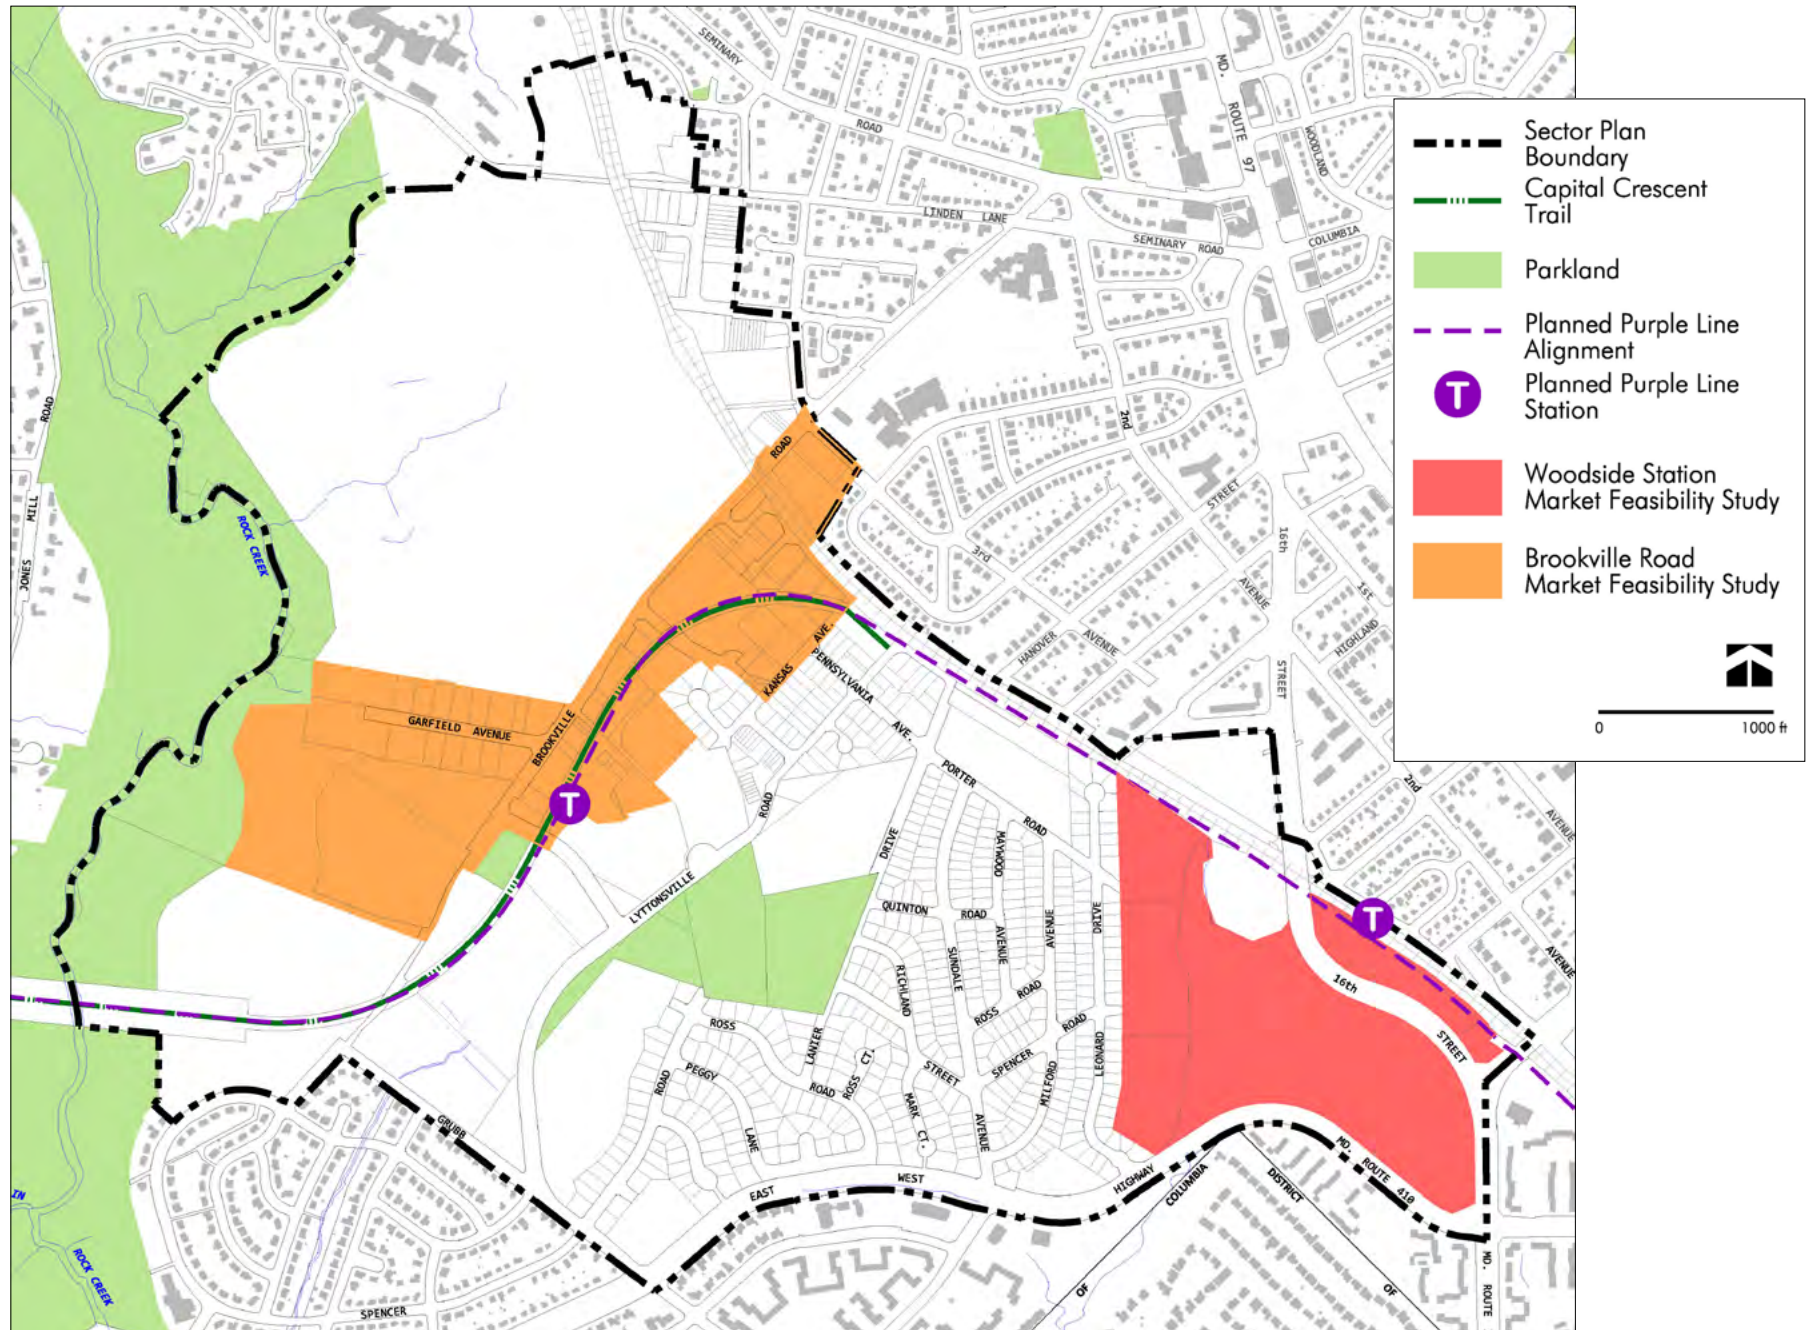 SEMINARY
ROAD
MD.
ROUTE
97
WOODLAND
LINDEN LANE
SEMINARY ROAD
COLUMBIA
Sector Plan
Boundary
Capital Crescent
Trail
Parkland
Planned Purple Line
Alignment
T
Planned Purple Line
Station
Woodside Station
Market Feasibility Study
Brookville Road
Market Feasibility Study
0
1000 ft
ROAD
MILL
JONES
ROCK CREEK
ROAD
2nd
STREET
3rd
16th
AVENUE
1st
HIGHLAND
HANOVER
AVENUE
STREET
KANSAS
AVE.
PENNSYLVANIA
AVE.
GARFIELD AVENUE
BROOKVILLE
T
ROAD
LYTTONSVILLE
PORTER
ROAD
DRIVE
MAYWOOD
AVENUE
QUINTON
ROAD
AVENUE
DRIVE
SUNDALE
RICHLAND
ROSS
ROAD
ROAD
SPENCER
STREET
MILFORD
LEONARD
AVENUE
ROSS
LANIER
ROAD
ROSS CT.
MARK CT.
PEGGY
LANE
ROAD
2nd
AVENUE
AVENUE
T
16th
STREET
GRUBB
EAST
WEST
HIGHWAY
MD. ROUTE 410
COLUMBIA
DISTRICT
OF
OF
MD. ROUTE
SPENCER
IN
ROCK CREEK